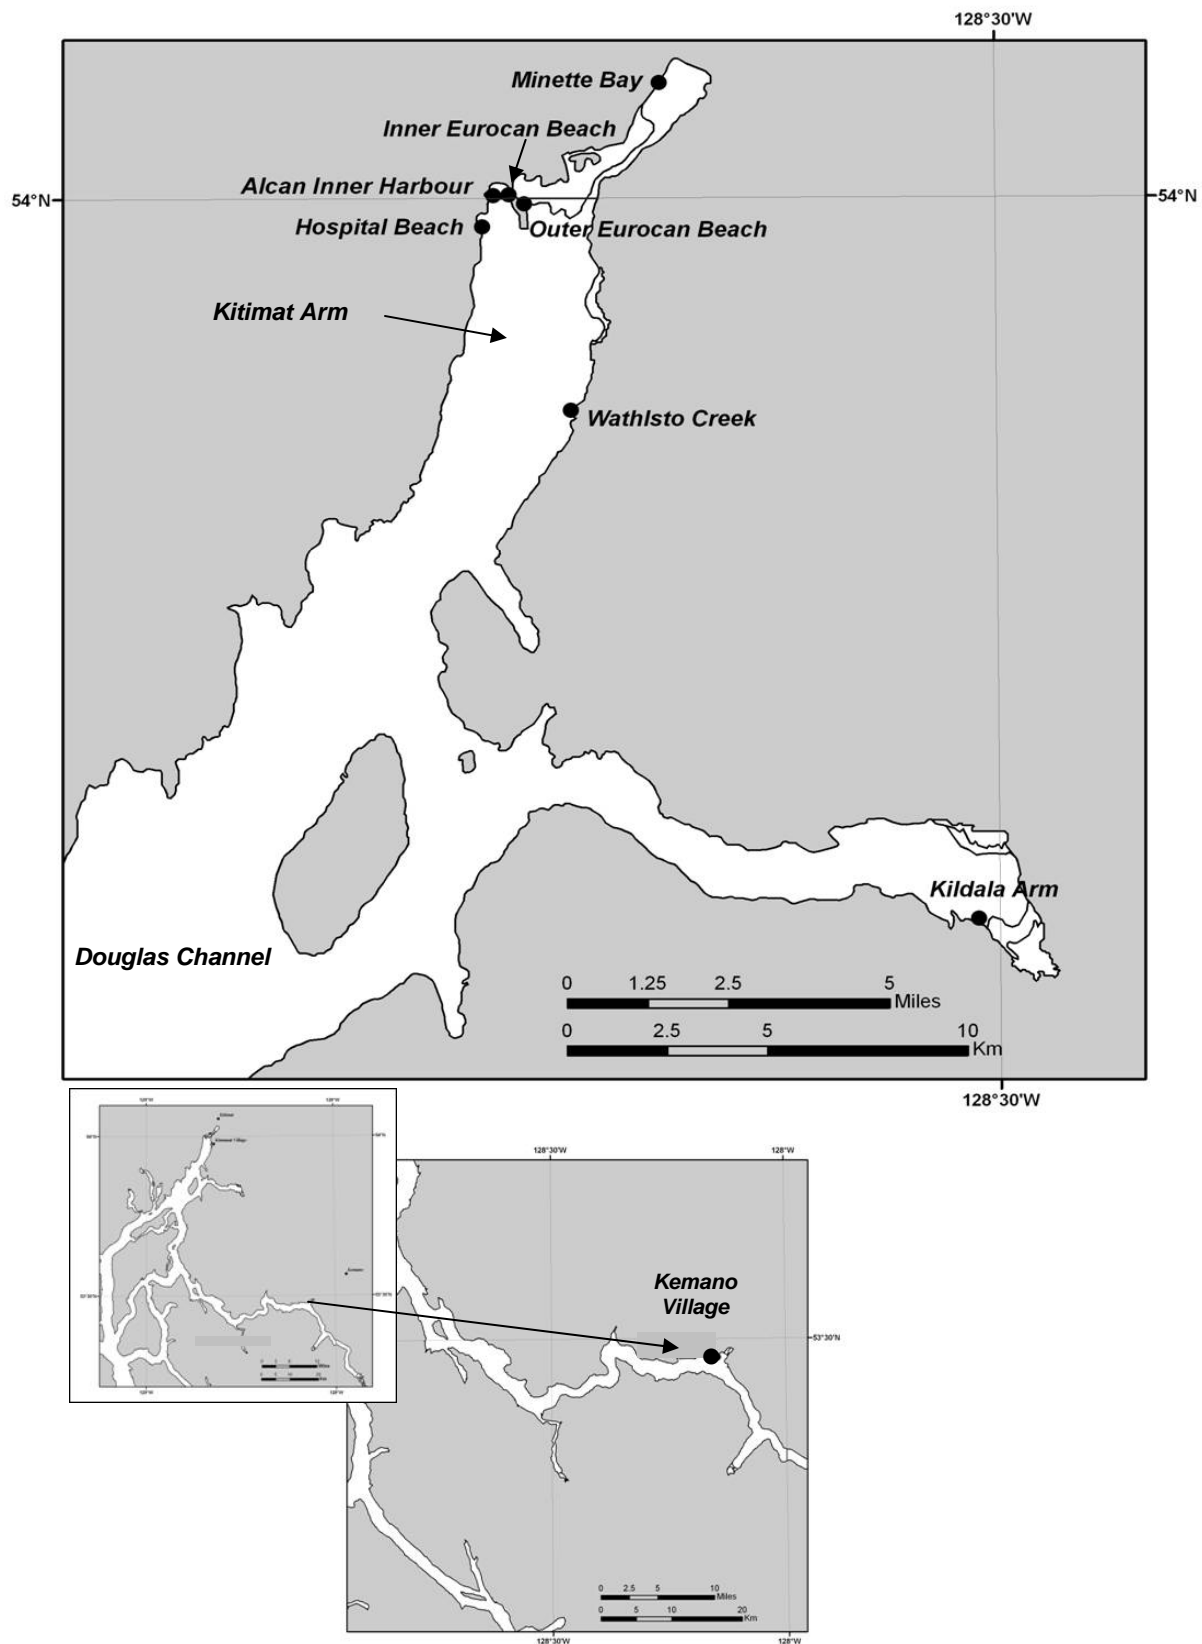 128°30'W
Minette Bay
Inner Eurocan Beach
Alcan Inner Harbour
54°N
54°N
Hospital Beach
Outer Eurocan Beach
Kitimat Arm
Wathlsto Creek
Kildala Arm
Douglas Channel
0 1.25 2.5 5
Miles
0 2.5 5 10
Km
128°30'W
128°30'W
128°W
Kemano
Village
53°30'N
0 2.5 5 10
Miles
0 5 10 20
Km
128°30'W
128°W